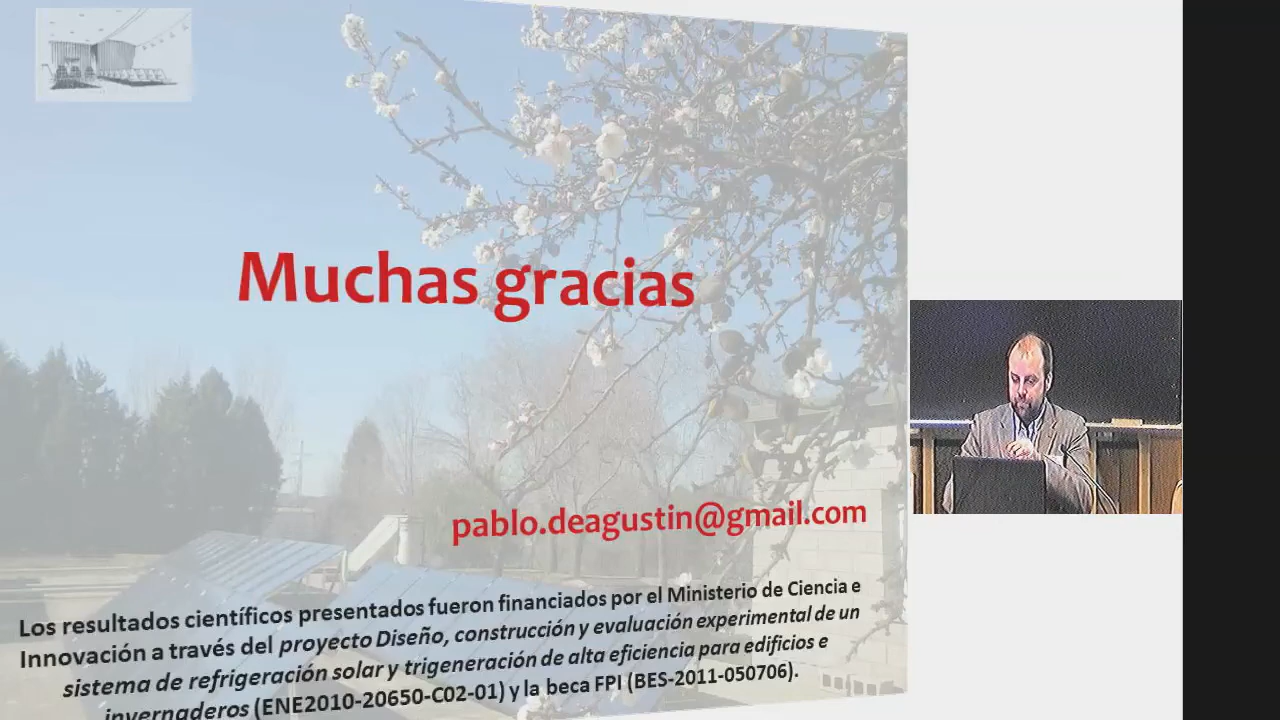 Muchas gracias
pablo.deagustin@gmail.com
Los resultados científicos presentados fueron financiados por el Ministerio de Ciencia e
Innovación a través del proyecto Diseño, construcción y evaluación experimental de un
sistema de refrigeración solar y trigeneración de alta eficiencia para edificios e
invernaderos (ENE2010-20650-C02-01) y la beca FPI (BES-2011-050706).